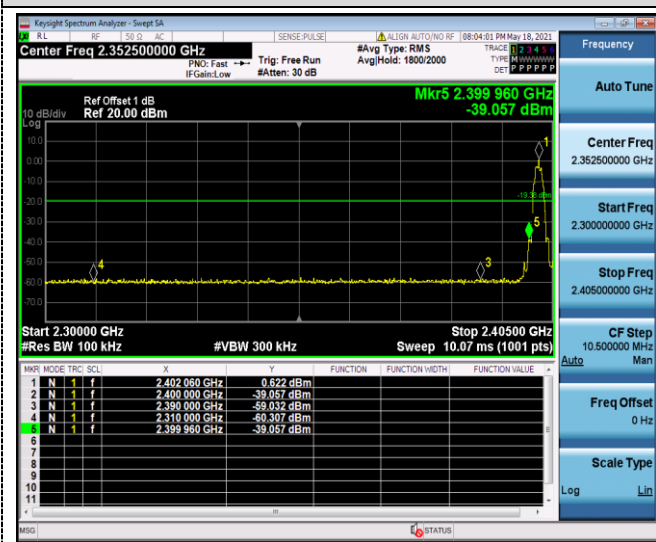 Keysight Spectrum Analyzer - Swept SA
RL RF 50 Ω AC SENSE:PULSE ALIGN AUTO/NO RF 08:04:01 PM May 18, 2021
Center Freq 2.352500000 GHz #Avg Type: RMS TRACE 1 2 3 4 5 6
PNO: Fast Trig: Free Run Avg|Hold: 1800/2000 TYPE M WWWWW
IFGain:Low #Atten: 30 dB DET P P P P P P
Ref Offset 1 dB Mkr5 2.399 960 GHz
10 dB/div Ref 20.00 dBm -39.057 dBm
Log
10.0
0.00
-10.0
-20.0
-30.0
-40.0
-50.0
-60.0
-70.0
1
-19.38 dBm
5
4
3
Start 2.30000 GHz Stop 2.40500 GHz
#Res BW 100 kHz #VBW 300 kHz Sweep 10.07 ms (1001 pts)
MKR MODE TRC SCL X Y FUNCTION FUNCTION WIDTH FUNCTION VALUE
1 N 1 f 2.402 060 GHz 0.622 dBm
2 N 1 f 2.400 000 GHz -39.057 dBm
3 N 1 f 2.390 000 GHz -59.032 dBm
4 N 1 f 2.310 000 GHz -60.307 dBm
5 N 1 f 2.399 960 GHz -39.057 dBm
6
7
8
9
10
11
MSG STATUS
Frequency
Auto Tune
Center Freq
2.352500000 GHz
Start Freq
2.300000000 GHz
Stop Freq
2.405000000 GHz
CF Step
10.500000 MHz
Auto Man
Freq Offset
0 Hz
Scale Type
Log Lin